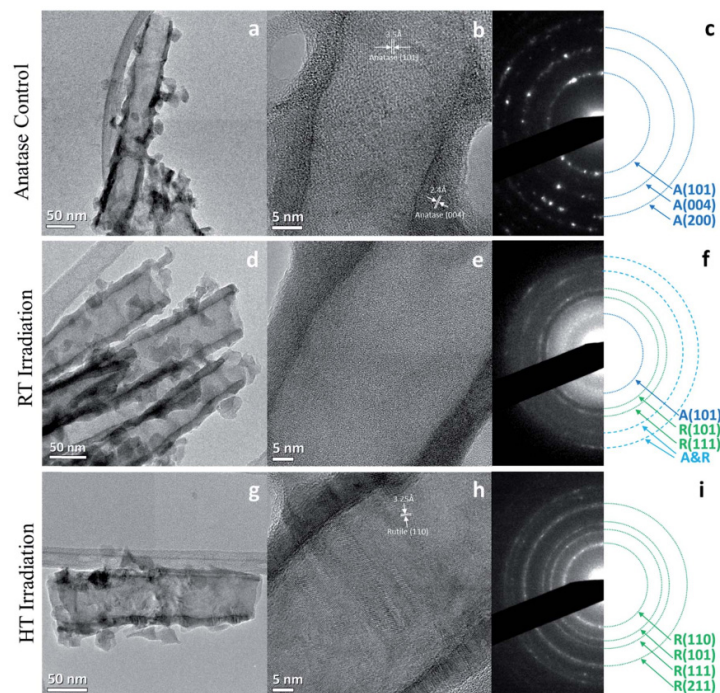 Anatase Control
a
50 nm
b
3.5Å
Anatase (101)
2.4Å
Anatase (004)
5 nm
c
A(101)
A(004)
A(200)
RT Irradiation
d
50 nm
e
5 nm
f
A(101)
R(101)
R(111)
A&R
HT Irradiation
g
50 nm
h
3.25Å
Rutile (110)
5 nm
i
R(110)
R(101)
R(111)
R(211)